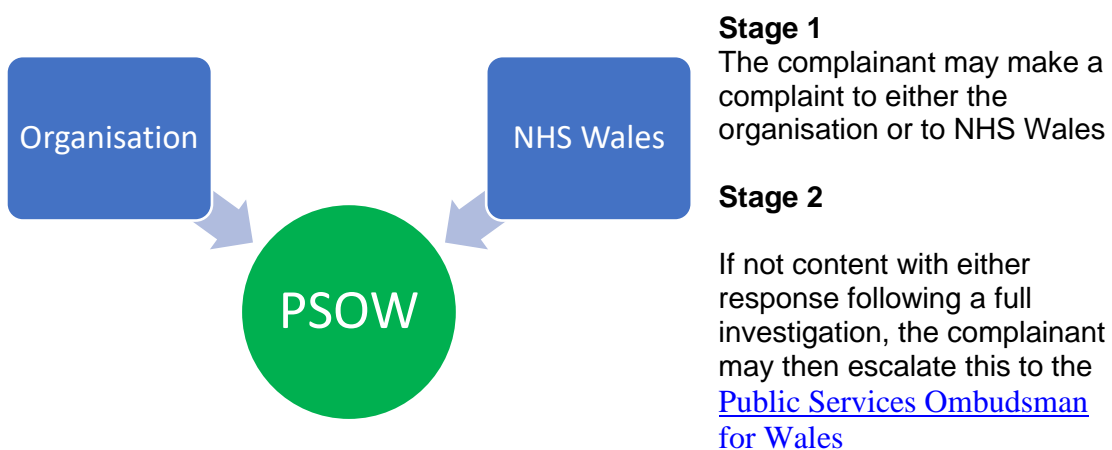 Organisation
NHS Wales
PSOW
Stage 1
The complainant may make a
complaint to either the
organisation or to NHS Wales
Stage 2
If not content with either
response following a full
investigation, the complainant
may then escalate this to the
Public Services Ombudsman
for Wales